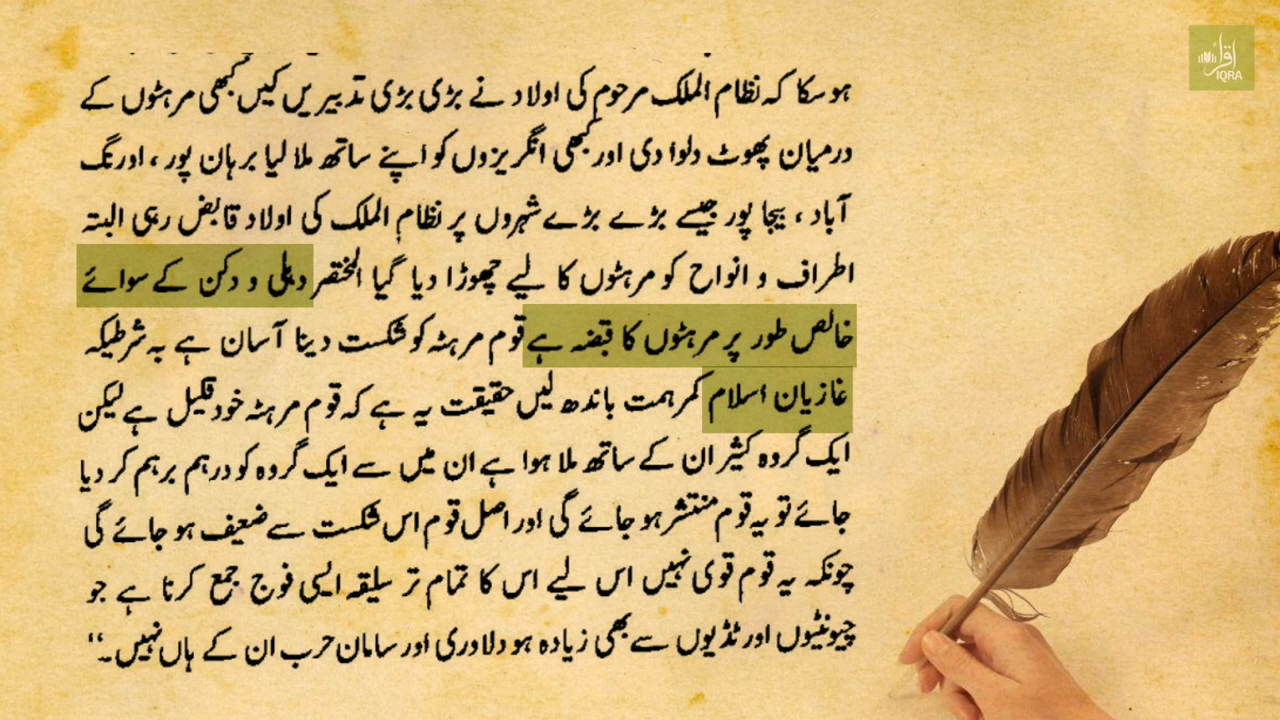 اقرأ
IQRA
ہو سکا کہ نظام الملک مرحوم کی اولاد نے بڑی بڑی تدبیریں کیں کبھی مرہٹوں کے
درمیان پھوٹ دلوا دی اور کبھی انگریزوں کو اپنے ساتھ ملا لیا برہان پور ، اورنگ
آباد ، بیجا پور جیسے بڑے بڑے شہروں پر نظام الملک کی اولاد قابض رہی البتہ
اطراف و انواح کو مرہٹوں کا لیے چھوڑا دیا گیا المختصر دہلی و دکن کے سوائے
خالص طور پر مرہٹوں کا قبضہ ہے قوم مرہٹہ کو شکست دینا آسان ہے بہ شرطیکہ
غازیان اسلام کمر ہمت باندھ لیں حقیقت یہ ہے کہ قوم مرہٹہ خود قلیل ہے لیکن
ایک گروہ کثیر ان کے ساتھ ملا ہوا ہے ان میں سے ایک گروہ کو درہم برہم کر دیا
جائے تو یہ قوم منتشر ہو جائے گی اور اصل قوم اس شکست سے ضعیف ہو جائے گی
چونکہ یہ قوم قوی نہیں اس لیے اس کا تمام تر سلیقہ ایسی فوج جمع کرنا ہے جو
چیونٹیوں اور ٹڈیوں سے بھی زیادہ ہو دلاوری اور سامان حرب ان کے ہاں نہیں ۔“